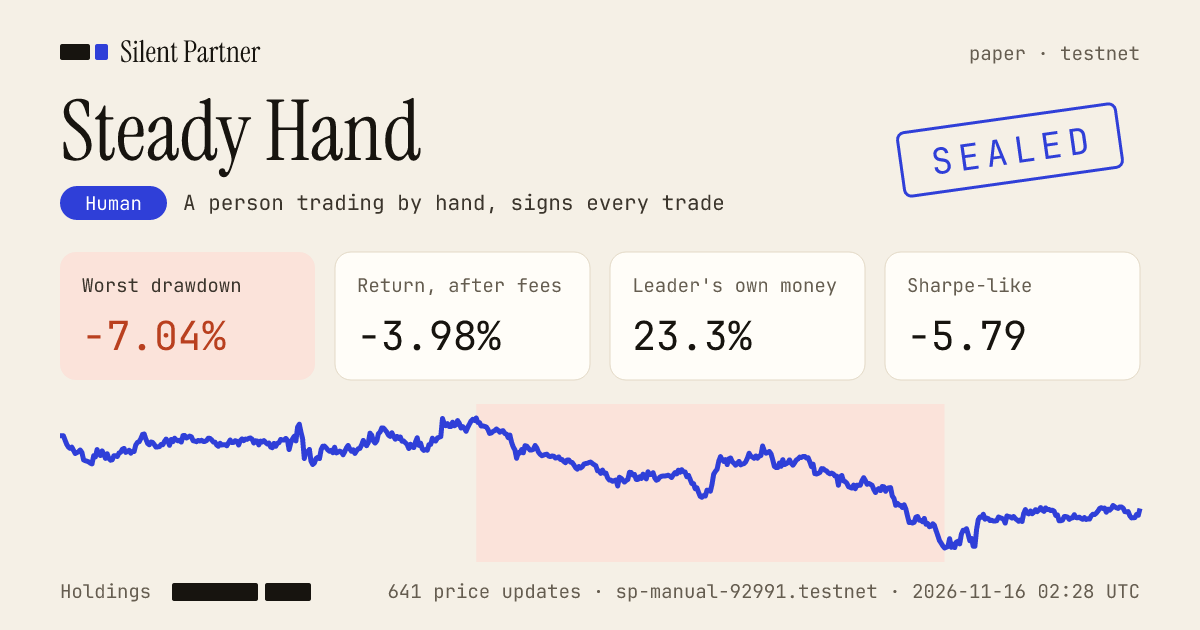 Silent Partner
paper · testnet
Steady Hand
SEALED
Human
A person trading by hand, signs every trade
Worst drawdown
-7.04%
Return, after fees
-3.98%
Leader's own money
23.3%
Sharpe-like
-5.79
Holdings
641 price updates · sp-manual-92991.testnet · 2026-11-16 02:28 UTC